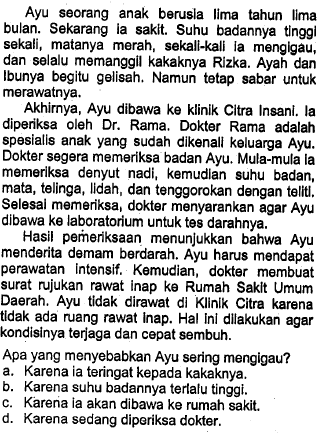 Ayu seorang anak berusia lima tahun lima
bulan. Sekarang ia sakit. Suhu badannya tinggi
sekali, matanya merah, sekali-kali ia mengigau,
dan selalu memanggil kakaknya Rizka. Ayah dan
Ibunya begitu gelisah. Namun tetap sabar untuk
merawatnya.
Akhirnya, Ayu dibawa ke klinik Citra Insani. Ia
diperiksa oleh Dr. Rama. Dokter Rama adalah
spesialis anak yang sudah dikenali keluarga Ayu.
Dokter segera memeriksa badan Ayu. Mula-mula ia
memeriksa denyut nadi, kemudian suhu badan,
mata, telinga, lidah, dan tenggorokan dengan teliti.
Selesai memeriksa, dokter menyarankan agar Ayu
dibawa ke laboratorium untuk tes darahnya.
Hasil pemeriksaan menunjukkan bahwa Ayu
menderita demam berdarah. Ayu harus mendapat
perawatan intensif. Kemudian, dokter membuat
surat rujukan rawat inap ke Rumah Sakit Umum
Daerah. Ayu tidak dirawat di Klinik Citra karena
tidak ada ruang rawat inap. Hal ini dilakukan agar
kondisinya terjaga dan cepat sembuh.
Apa yang menyebabkan Ayu sering mengigau?
a. Karena ia teringat kepada kakaknya.
b. Karena suhu badannya terlalu tinggi.
c. Karena ia akan dibawa ke rumah sakit.
d. Karena sedang diperiksa dokter.